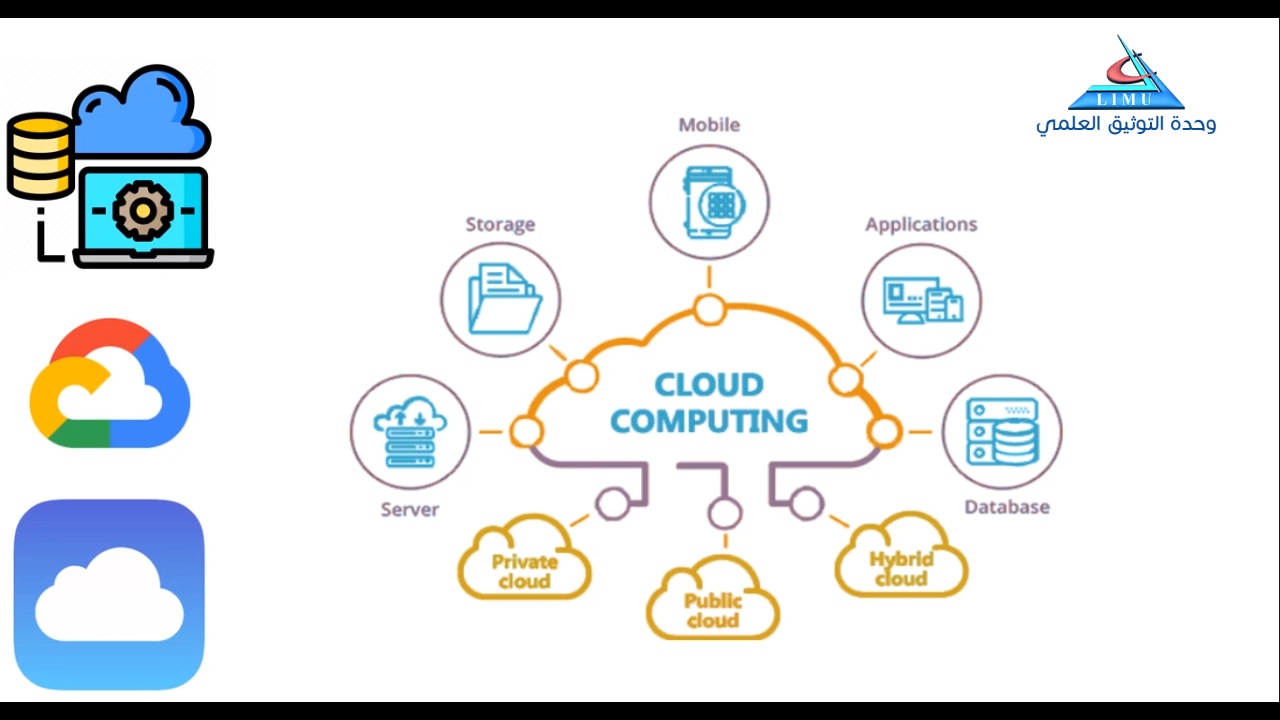 LIMU
وحدة التوثيق العلمي
Mobile
Storage
Applications
CLOUD
COMPUTING
Server
Database
Private
cloud
Public
cloud
Hybrid
cloud